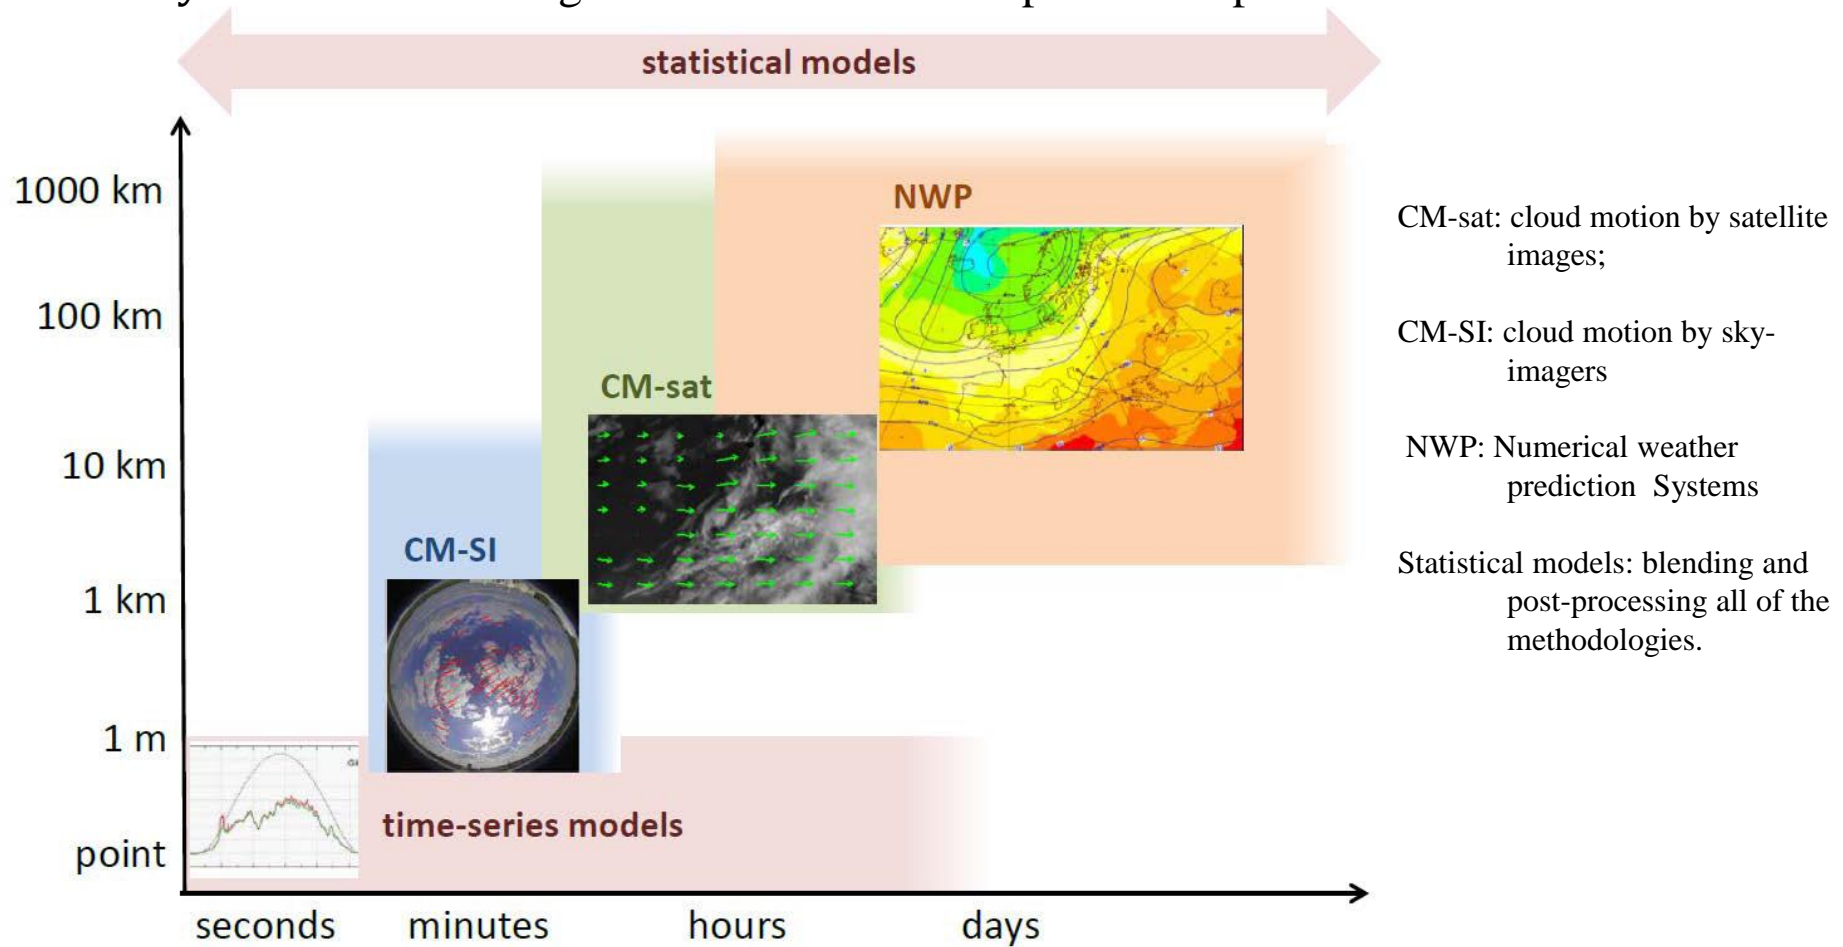 statistical models
1000 km
100 km
10 km
1 km
1 m
point
NWP
CM-sat
CM-SI
time-series models
seconds
minutes
hours
days
CM-sat: cloud motion by satellite
images;
CM-SI: cloud motion by sky-
imagers
NWP: Numerical weather
prediction Systems
Statistical models: blending and
post-processing all of the
methodologies.